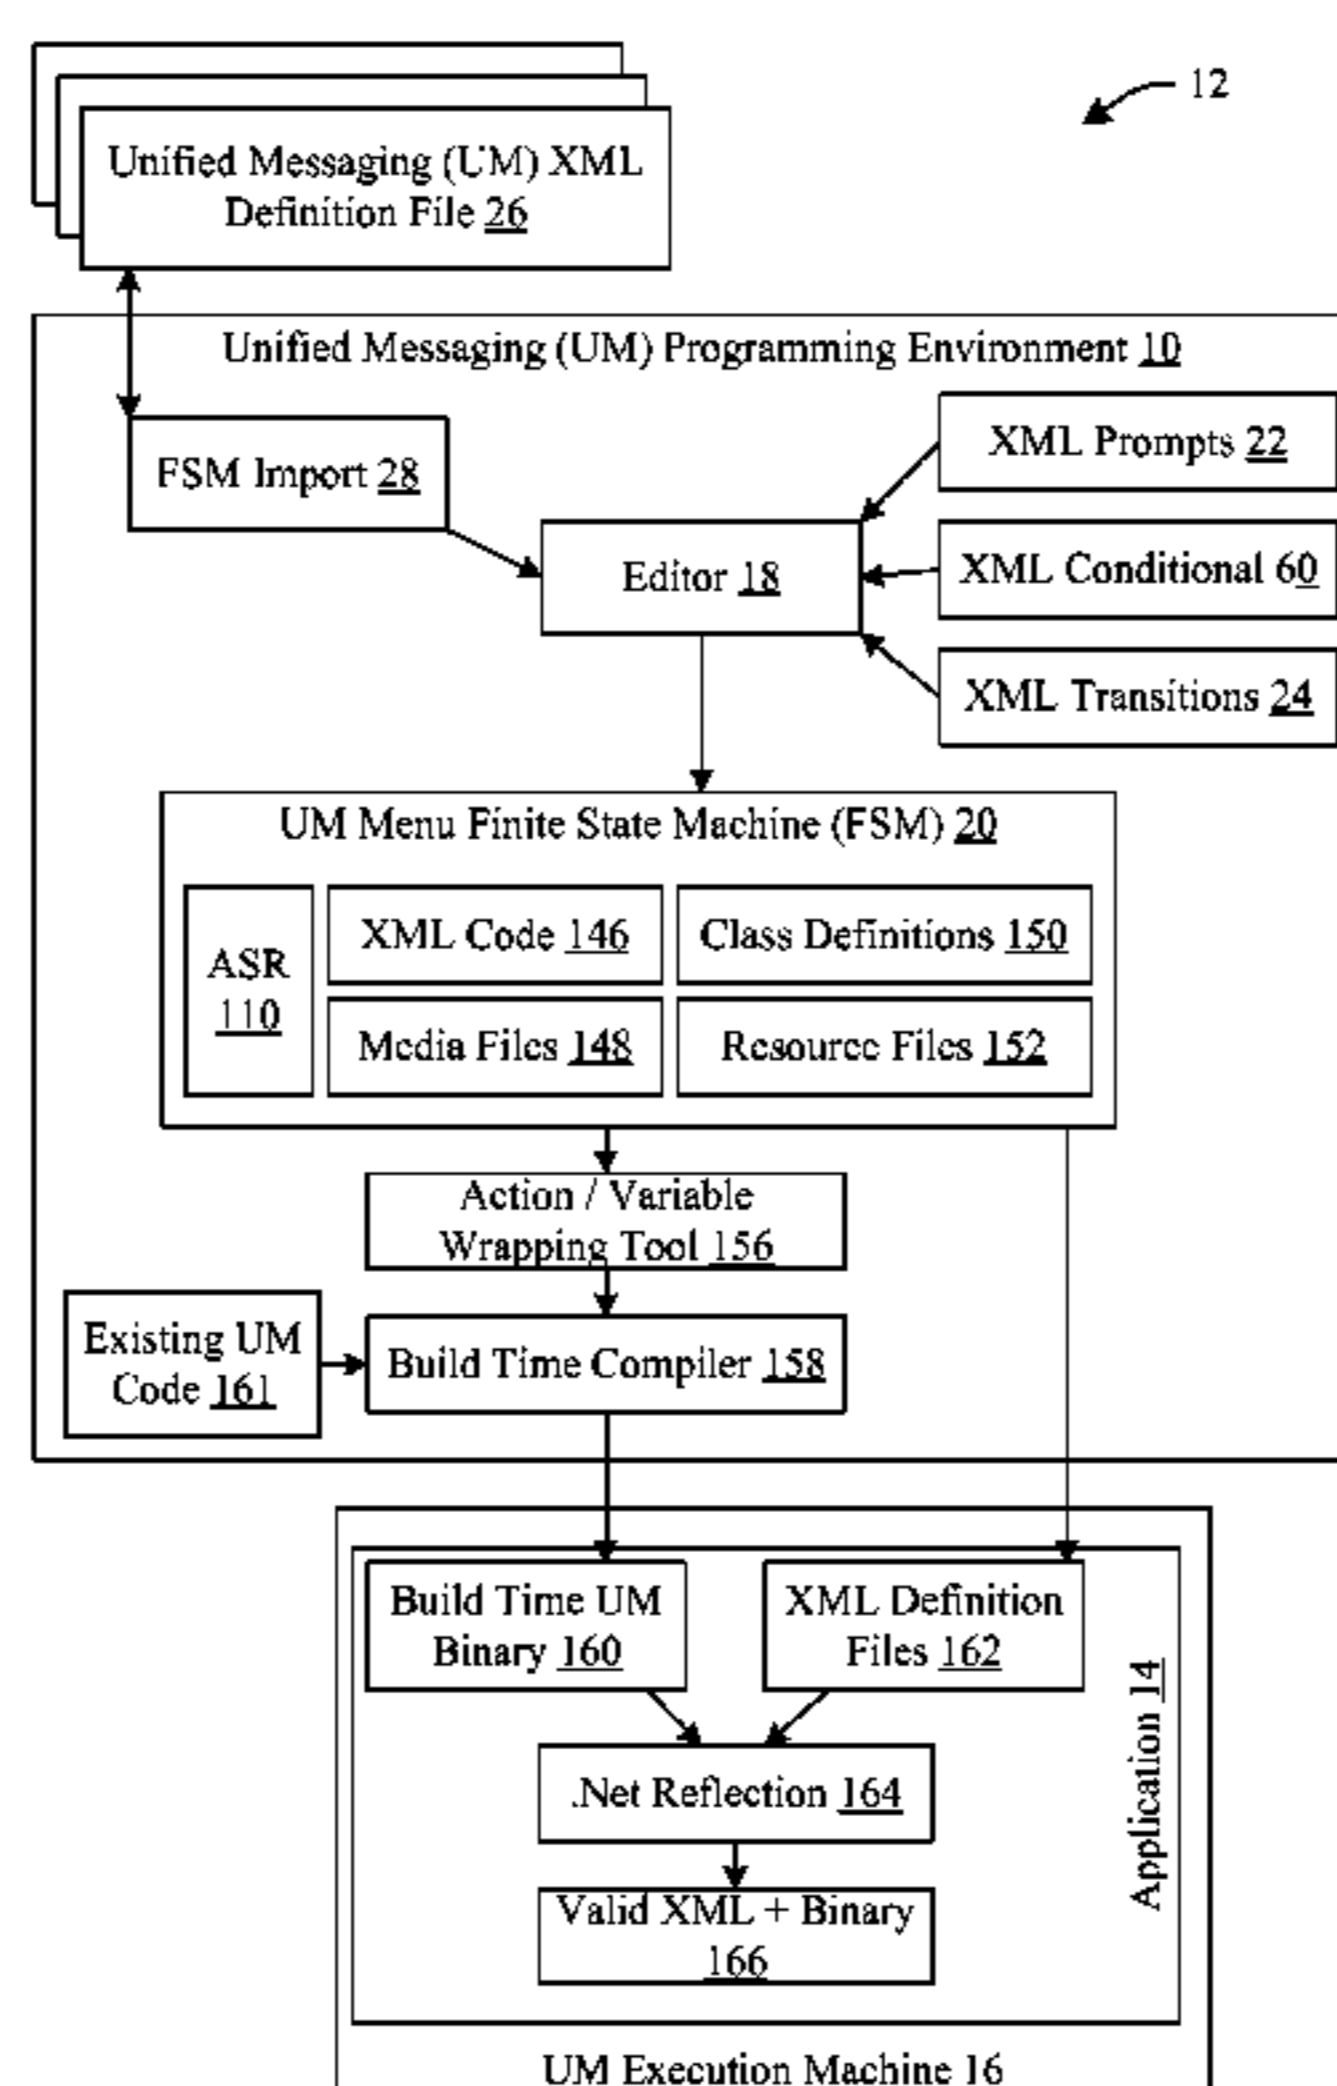 12
Unified Messaging (UM) XML
Definition File 26
Unified Messaging (UM) Programming Environment 10
XML Prompts 22
FSM Import 28
XML Conditional 60
Editor 18
XML Transitions 24
UM Menu Finite State Machine (FSM) 20
ASR
110
XML Code 146
Class Definitions 150
Media Files 148
Resource Files 152
Action / Variable
Wrapping Tool 156
Existing UM
Code 161
Build Time Compiler 158
Build Time UM
Binary 160
XML Definition
Files 162
Application 14
.Net Reflection 164
Valid XML + Binary
166
UM Execution Machine 16